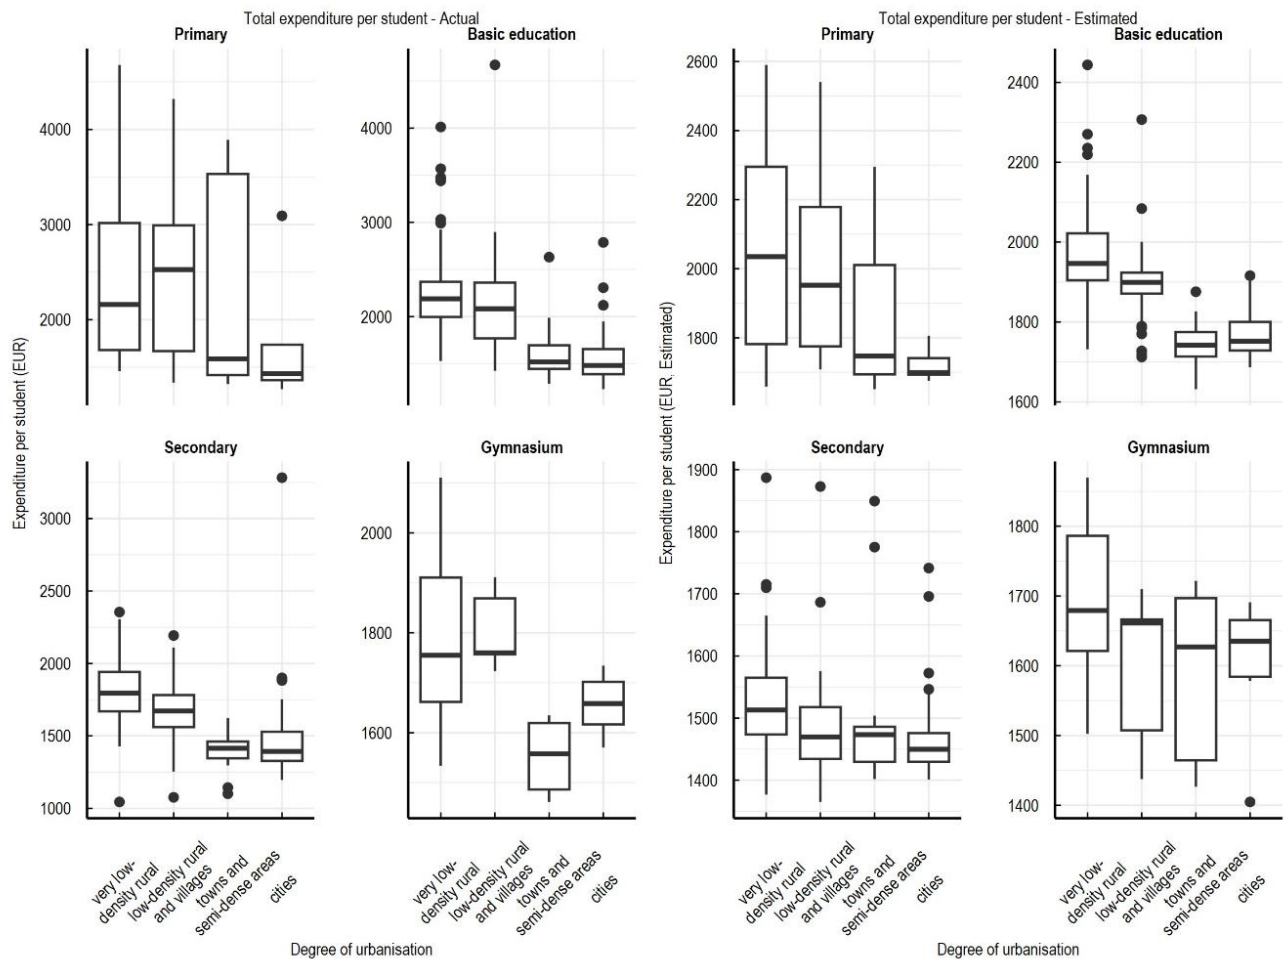 Total expenditure per student - Actual
Primary
Basic education
4000
3000
2000
4000
3000
2000
Expenditure per student (EUR)
Secondary
Gymnasium
3000
2500
2000
1500
1000
2000
1800
1600
very low-
density rural
low-density rural
and villages
towns and
semi-dense areas
cities
very low-
density rural
low-density rural
and villages
towns and
semi-dense areas
cities
Degree of urbanisation
Total expenditure per student - Estimated
Primary
Basic education
2600
2400
2200
2000
1800
2400
2200
2000
1800
1600
Expenditure per student (EUR, Estimated)
Secondary
Gymnasium
1900
1800
1700
1600
1500
1400
1800
1700
1600
1500
1400
very low-
density rural
low-density rural
and villages
towns and
semi-dense areas
cities
very low-
density rural
low-density rural
and villages
towns and
semi-dense areas
cities
Degree of urbanisation